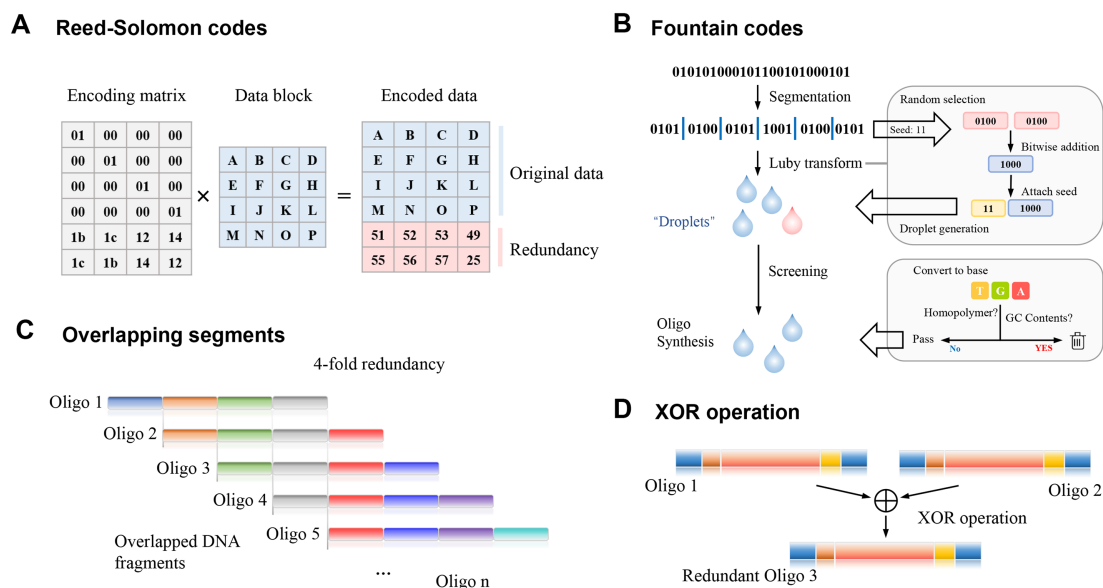 A Reed-Solomon codes
Encoding matrix
Data block
Encoded data
01 00 00 00
00 01 00 00
00 00 01 00
00 00 00 01
1b 1c 12 14
1c 1b 14 12
×
A B C D
E F G H
I J K L
M N O P
=
A B C D
E F G H
I J K L
M N O P
51 52 53 49
55 56 57 25
Original data
Redundancy
B Fountain codes
010101000101100101000101
Segmentation
0101 0100 0101 1001 0100 0101
Seed: 11
Luby transform
"Droplets"
Screening
Oligo
Synthesis
Random selection
0100 0100
Bitwise addition
1000
Attach seed
11 1000
Droplet generation
Convert to base
T G A
Homopolymer?
GC Contents?
Pass
No
YES
C Overlapping segments
4-fold redundancy
Oligo 1
Oligo 2
Oligo 3
Oligo 4
Oligo 5
Overlapped DNA
fragments
...
Oligo n
D XOR operation
Oligo 1
Oligo 2
XOR operation
Redundant Oligo 3